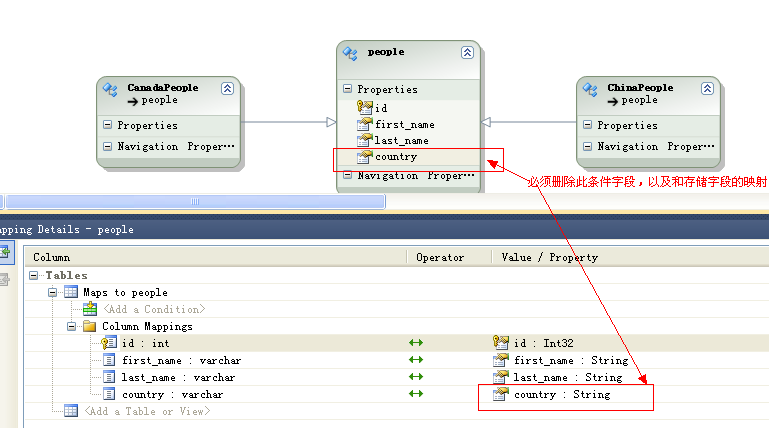 people
CanadaPeople
people
ChinaPeople
people
Properties
Properties
Properties
Navigation Proper...
Navigation Proper...
id
first_name
last_name
country
Navigation Proper...
必须删除此条件字段，以及和存储字段的映射
apping Details - people
Column
Operator
Value / Property
Tables
Maps to people
<Add a Condition>
Column Mappings
id : int
id : Int32
first_name : varchar
first_name : String
last_name : varchar
last_name : String
country : varchar
country : String
<Add a Table or View>